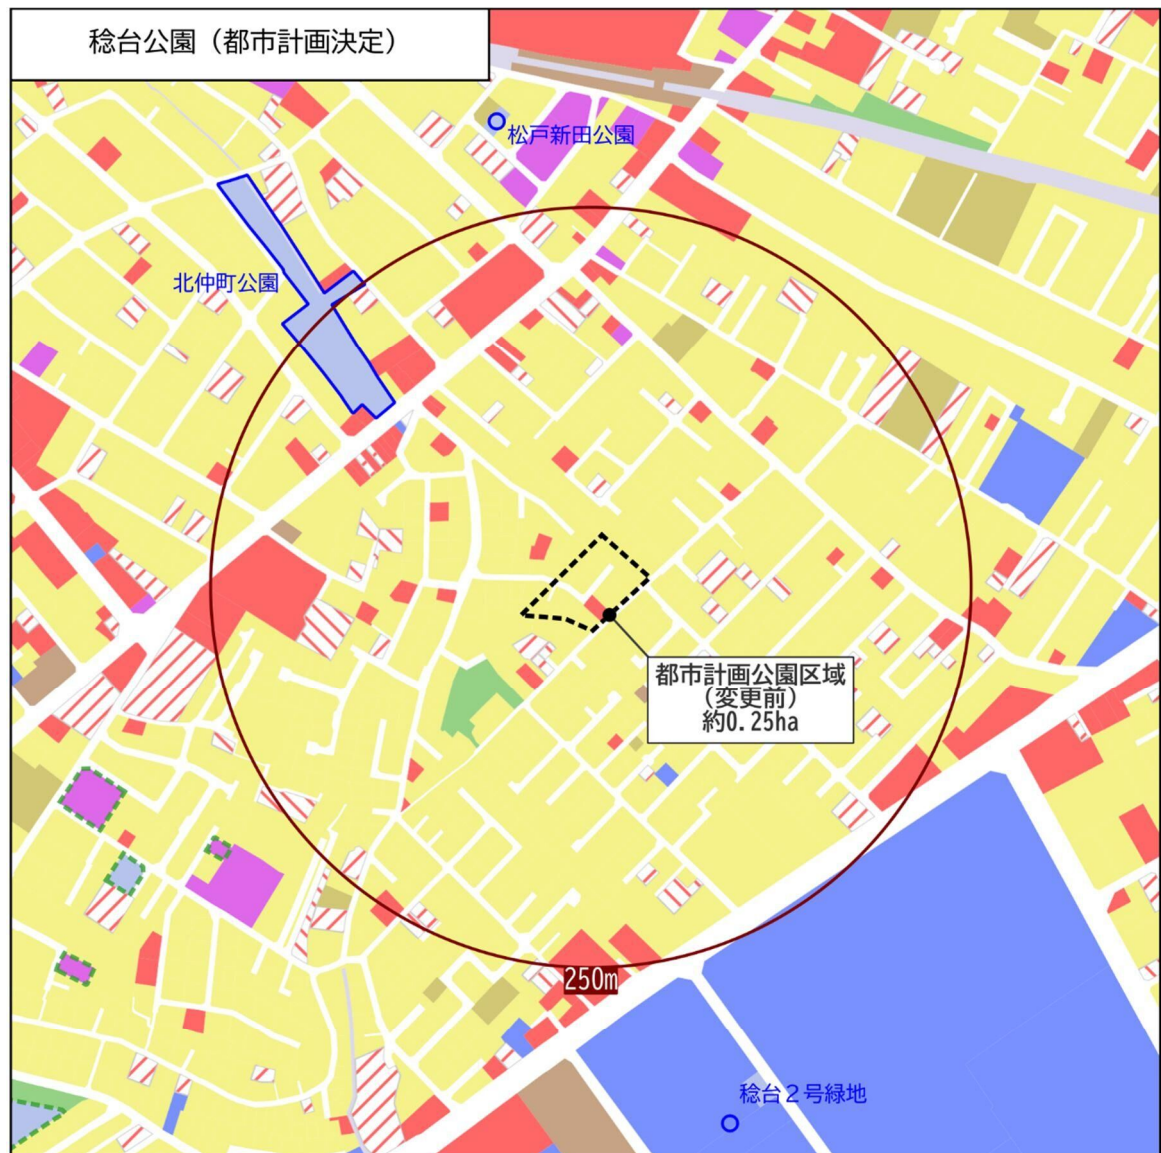 稔台公園（都市計画決定）
松戸新田公園
北仲町公園
都市計画公園区域
（変更前）
約0.25ha
250m
稔台２号緑地